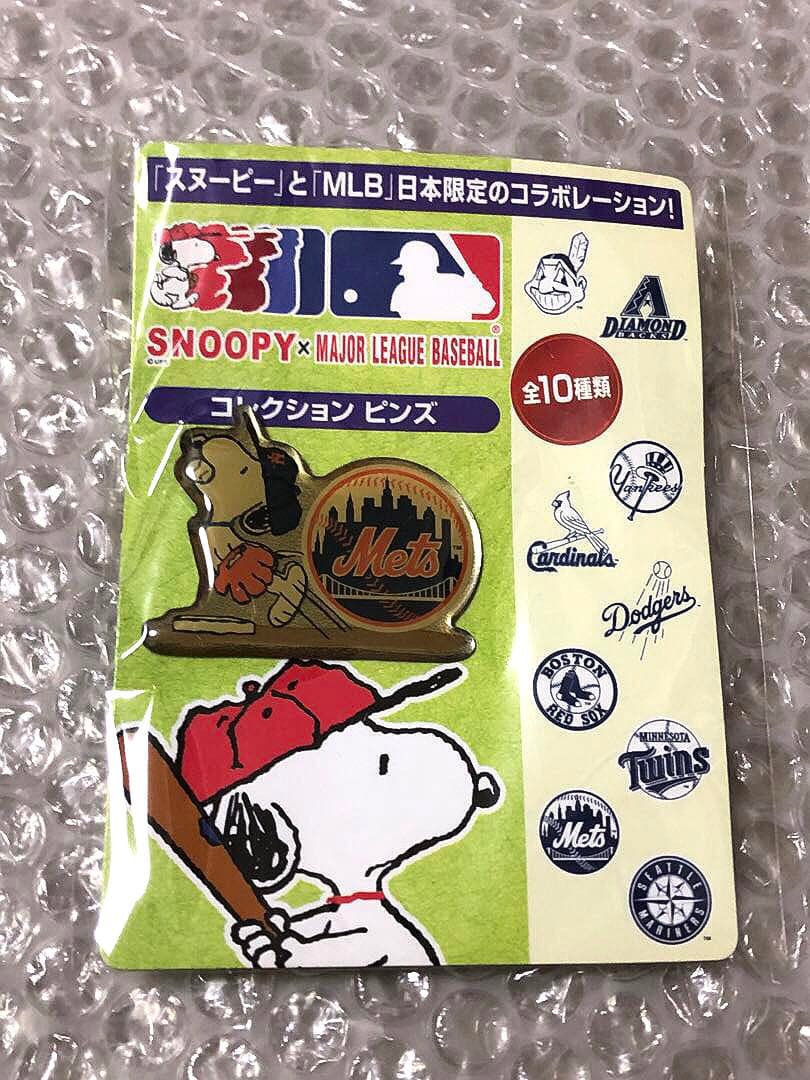 「スヌーピー」と「MLB」日本限定のコラボレーション!
SNOOPY × MAJOR LEAGUE BASEBALL
コレクション ピンズ
Mets
全10種類
A
DIAMOND
BACKS
Yankees
Cardinals
Dodgers
BOSTON
RED SOX
MINNESOTA
Twins
Mets
SEATTLE
MARINERS